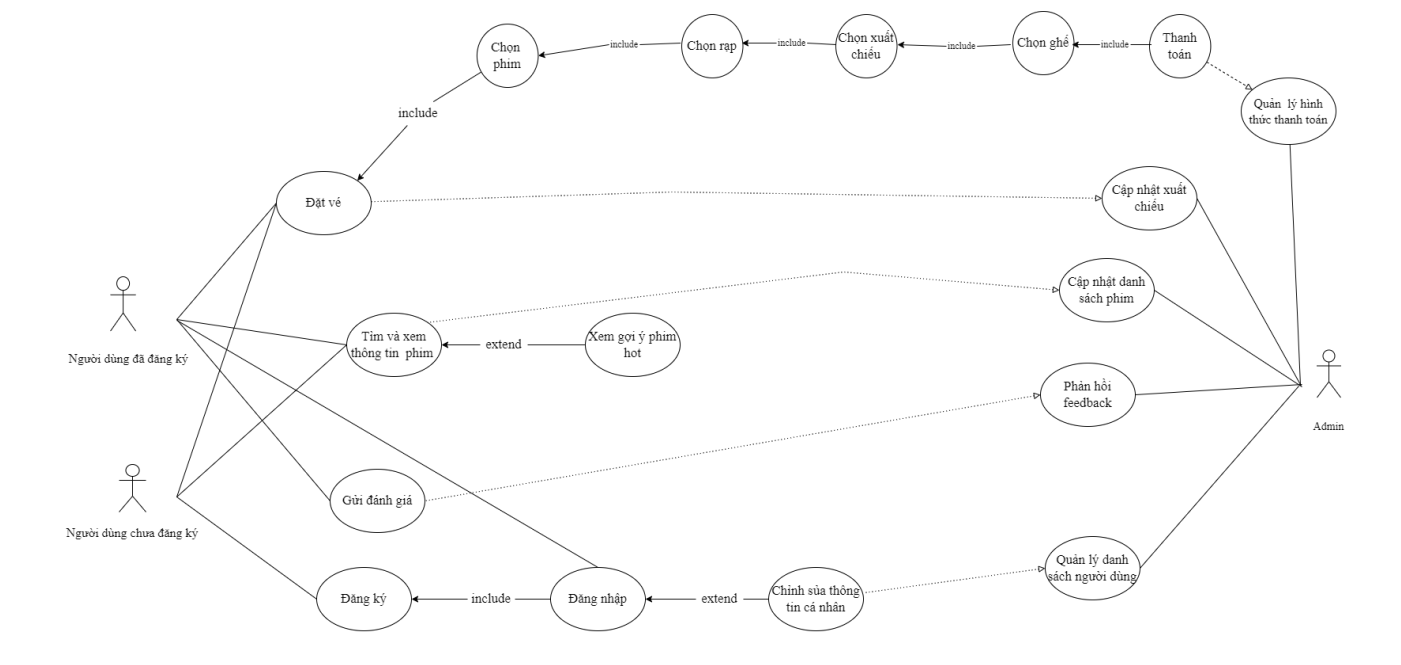 Chọn
phim
include
Chọn rạp
include
Chọn xuất
chiếu
include
Chọn ghế
include
Thanh
toán
Quản lý hình
thức thanh toán
include
Đặt vé
Cập nhật xuất
chiếu
Cập nhật danh
sách phim
Người dùng đã đăng ký
Tìm và xem
thông tin phim
extend
Xem gợi ý phim
hot
Phản hồi
feedback
Admin
Gửi đánh giá
Người dùng chưa đăng ký
Quản lý danh
sách người dùng
Đăng ký
include
Đăng nhập
extend
Chỉnh sửa thông
tin cá nhân